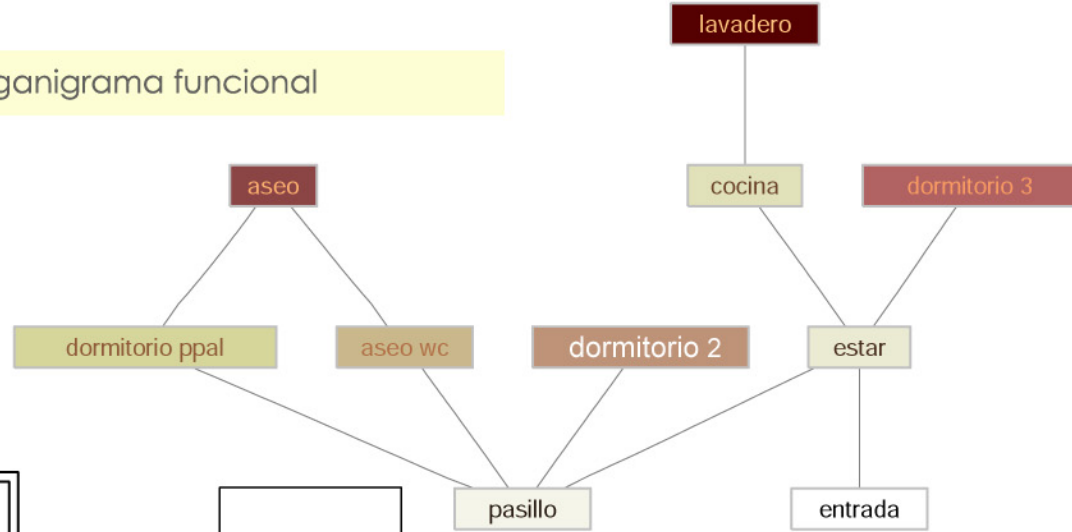 lavadero
ganigrama funcional
aseo
cocina
dormitorio 3
dormitorio ppal
aseo wc
dormitorio 2
estar
pasillo
entrada